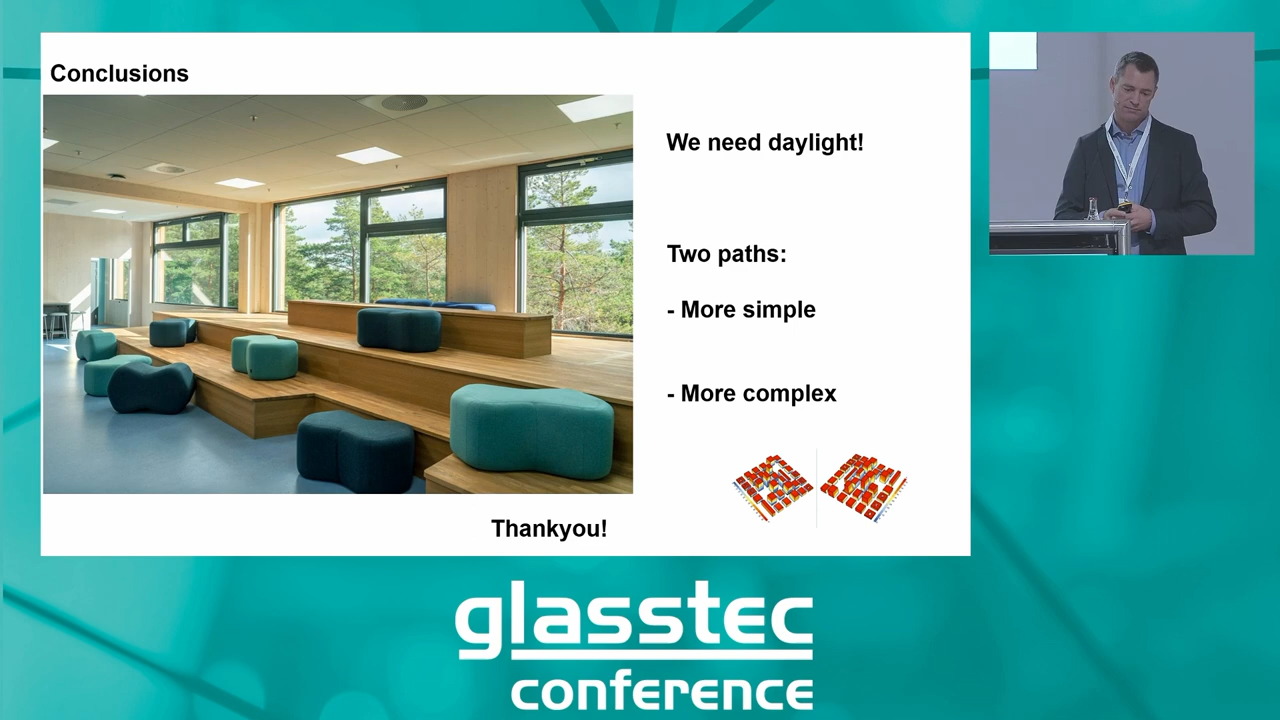 Conclusions
We need daylight!
Two paths:
- More simple
- More complex
Thankyou!
glasstec
conference